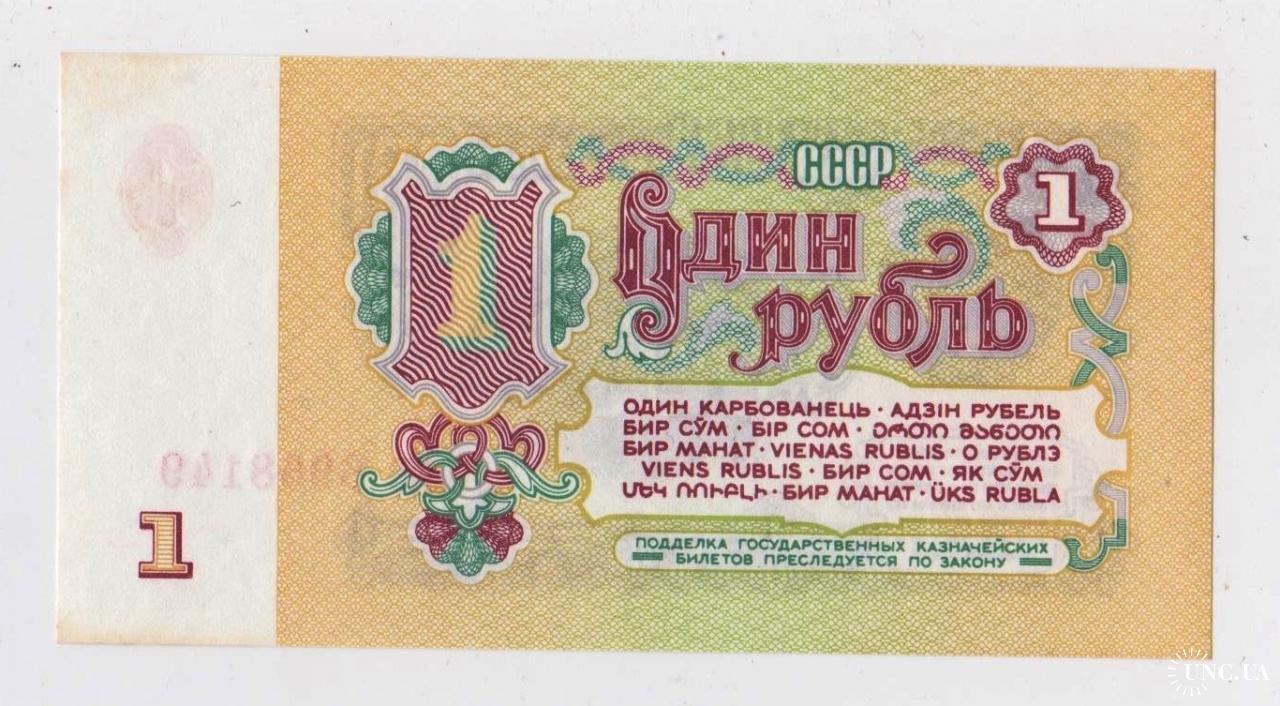 СССР
1
Один
рубль
1
ОДИН КАРБОВАНЕЦЬ · АДЗІН РУБЕЛЬ
БИР СЎМ · БІР СОМ · ᲔᲠᲗᲘ ᲛᲐᲜᲔᲗᲘ
БИР МАНАТ · VIENAS RUBLIS · О РУБЛЭ
VIENS RUBLIS · БИР СОМ · ЯК СӮМ
ՄԵԿ ՌՈՒԲԼԻ · БИР МАНАТ · ÜKS RUBLA
ПОДДЕЛКА ГОСУДАРСТВЕННЫХ КАЗНАЧЕЙСКИХ
БИЛЕТОВ ПРЕСЛЕДУЕТСЯ ПО ЗАКОНУ
1
UNC.UA